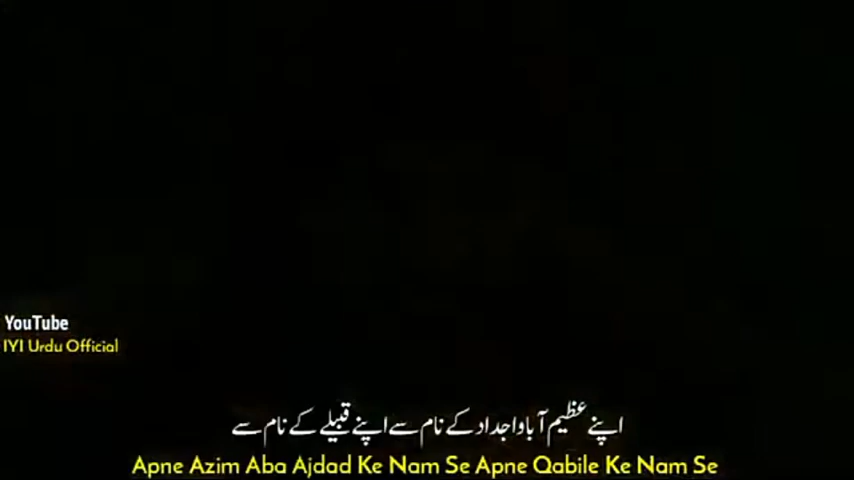 YouTube
IYI Urdu Official
اپنے عظیم آباواجداد کے نام سے اپنے قبیلے کے نام سے
Apne Azim Aba Ajdad Ke Nam Se Apne Qabile Ke Nam Se